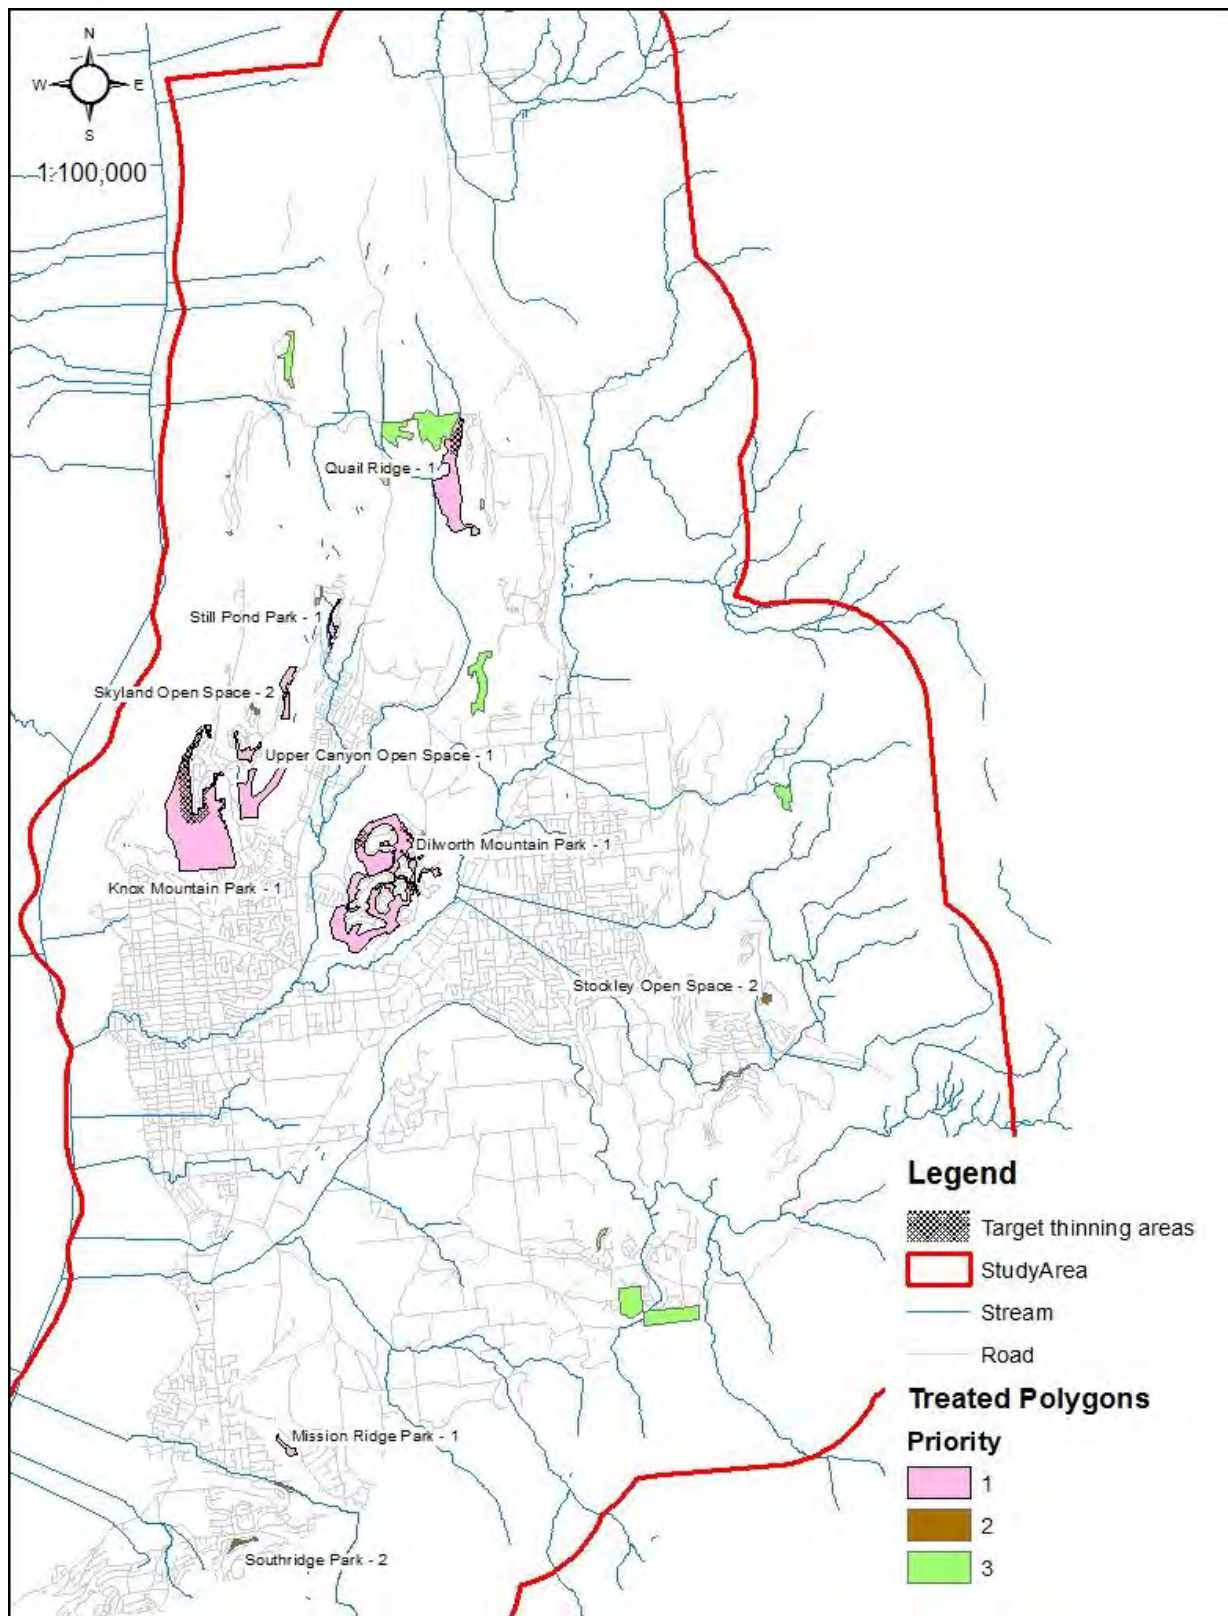 N
W E
S
1:100,000
Quail Ridge - 1
Still Pond Park - 1
Skyland Open Space - 2
Upper Canyon Open Space - 1
Dilworth Mountain Park - 1
Knox Mountain Park - 1
Stockley Open Space - 2
Mission Ridge Park - 1
Southridge Park - 2
Legend
Target thinning areas
StudyArea
Stream
Road
Treated Polygons
Priority
1
2
3